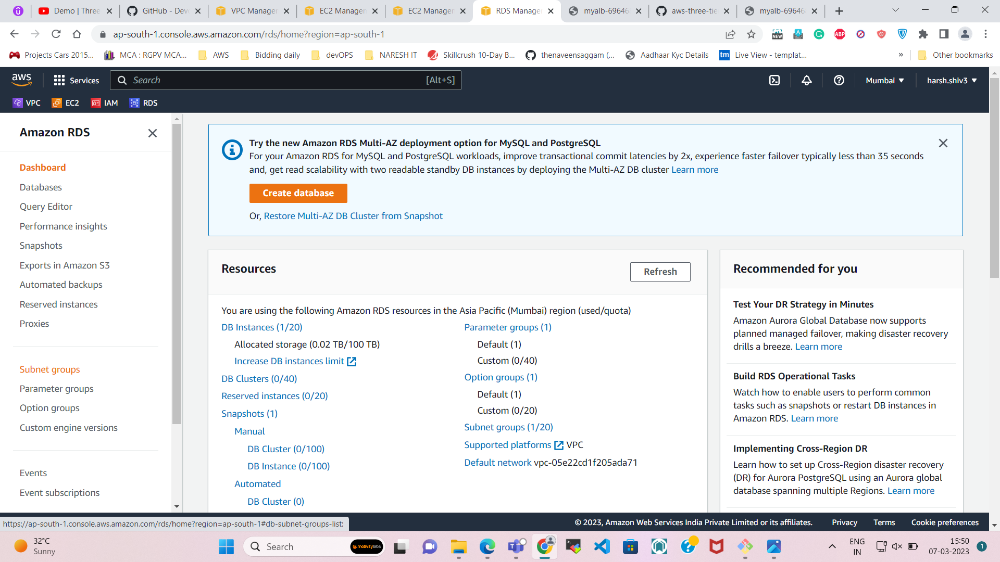 Demo | Three
GitHub - Dev
VPC Manage
EC2 Manage
EC2 Manage
RDS Manage
myalb-69646
aws-three-tie
myalb-69646
ap-south-1.console.aws.amazon.com/rds/home?region=ap-south-1
NEW
ABP
Projects Cars 2015...
MCA : RGPV MCA...
AWS
Bidding daily
devOPS
NARESH IT
Skillcrush 10-Day B...
thenaveensaggam (...
Aadhaar Kyc Details
tm
Live View - templat...
»
Other bookmarks
aws
Services
Search
[Alt+S]
Mumbai
harsh.shiv3
VPC
EC2
IAM
RDS
Amazon RDS
Dashboard
Databases
Query Editor
Performance insights
Snapshots
Exports in Amazon S3
Automated backups
Reserved instances
Proxies
Subnet groups
Parameter groups
Option groups
Custom engine versions
Events
Event subscriptions
Try the new Amazon RDS Multi-AZ deployment option for MySQL and PostgreSQL
For your Amazon RDS for MySQL and PostgreSQL workloads, improve transactional commit latencies by 2x, experience faster failover typically less than 35 seconds
and, get read scalability with two readable standby DB instances by deploying the Multi-AZ DB cluster Learn more
Create database
Or, Restore Multi-AZ DB Cluster from Snapshot
Resources
Refresh
You are using the following Amazon RDS resources in the Asia Pacific (Mumbai) region (used/quota)
DB Instances (1/20)
Allocated storage (0.02 TB/100 TB)
Increase DB instances limit
DB Clusters (0/40)
Reserved instances (0/20)
Snapshots (1)
Manual
DB Cluster (0/100)
DB Instance (0/100)
Automated
DB Cluster (0)
Parameter groups (1)
Default (1)
Custom (0/40)
Option groups (1)
Default (1)
Custom (0/20)
Subnet groups (1/20)
Supported platforms VPC
Default network vpc-05e22cd1f205ada71
Recommended for you
Test Your DR Strategy in Minutes
Amazon Aurora Global Database now supports
planned managed failover, making disaster recovery
drills a breeze. Learn more
Build RDS Operational Tasks
Watch how to enable users to perform common
tasks such as snapshots or restart DB instances in
Amazon RDS. Learn more
Implementing Cross-Region DR
Learn how to set up Cross-Region disaster recovery
(DR) for Aurora PostgreSQL using an Aurora global
database spanning multiple Regions. Learn more
https://ap-south-1.console.aws.amazon.com/rds/home?region=ap-south-1#db-subnet-groups-list:
© 2023, Amazon Web Services India Private Limited or its affiliates.
Privacy
Terms
Cookie preferences
32°C
Sunny
Search
motivitylabs
ENG
IN
15:50
07-03-2023
1